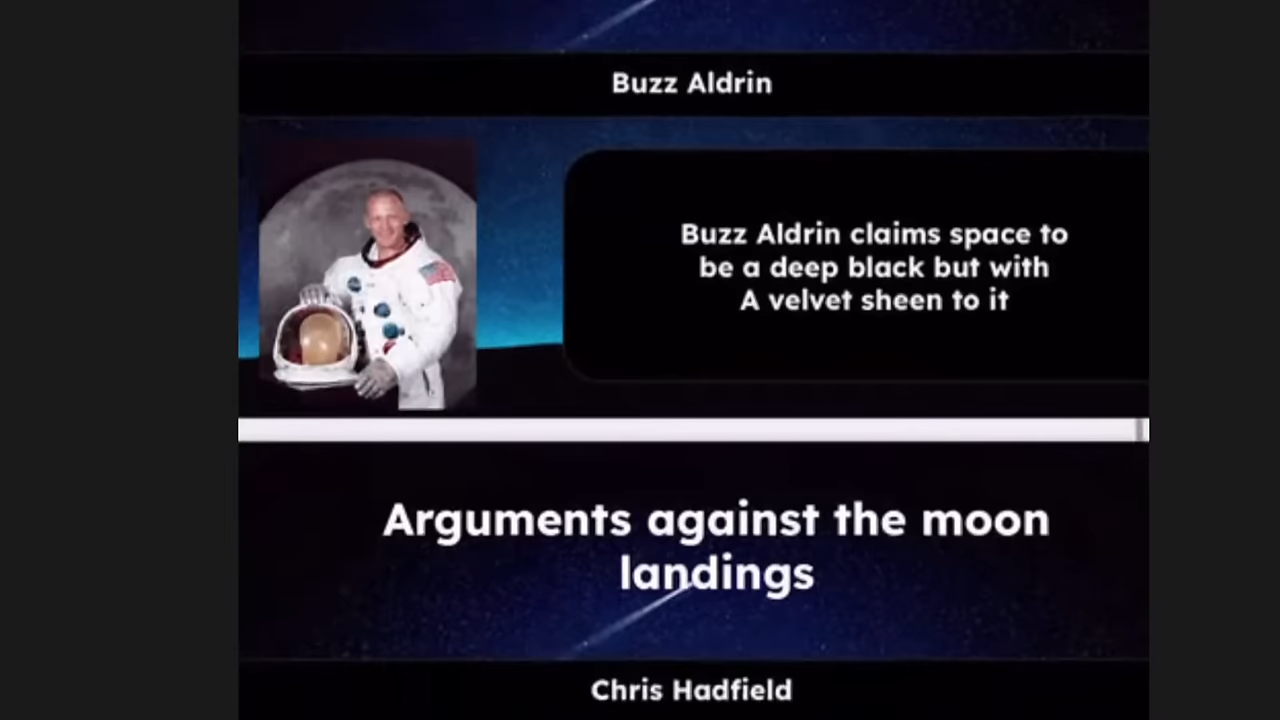 Buzz Aldrin
Buzz Aldrin claims space to
be a deep black but with
A velvet sheen to it
Arguments against the moon
landings
Chris Hadfield